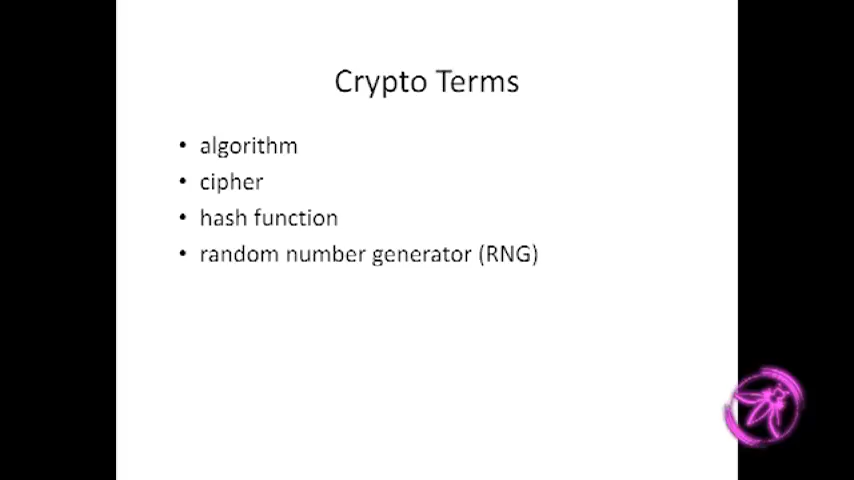 Crypto Terms
• algorithm
• cipher
• hash function
• random number generator (RNG)